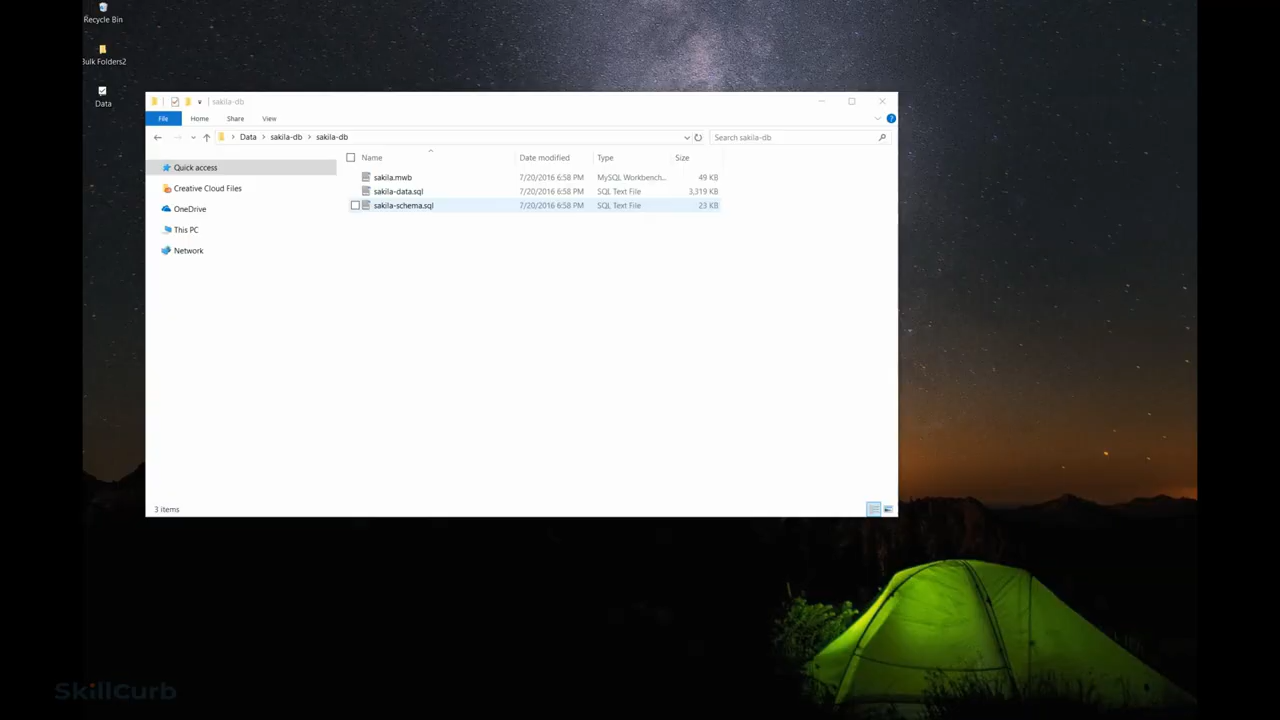 Recycle Bin
Bulk Folders2
Data
sakila-db
File Home Share View
Data sakila-db sakila-db
Search sakila-db
Name Date modified Type Size
Quick access
Creative Cloud Files
OneDrive
This PC
Network
sakila.mwb 7/20/2016 6:58 PM MySQL Workbench... 49 KB
sakila-data.sql 7/20/2016 6:58 PM SQL Text File 3,319 KB
sakila-schema.sql 7/20/2016 6:58 PM SQL Text File 23 KB
3 items
SkillCurb